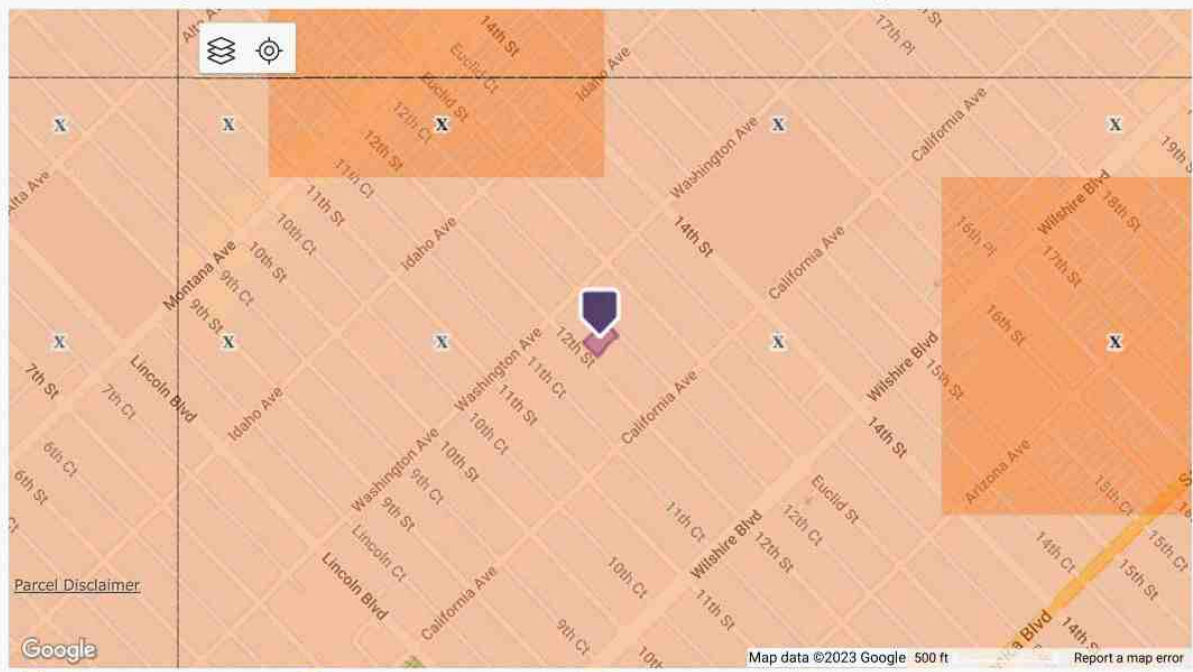 Alta Ave
14th St
17th Pl
Euclid Ct
Euclid St
Idaho Ave
12th Ct
12th St
X
X
X
X
X
Washington Ave
California Ave
19th S
11th Ct
11th St
10th Ct
10th St
9th Ct
9th St
Alta Ave
Montana Ave
Idaho Ave
14th St
California Ave
Wilshire Blvd
18th St
16th Pl
17th St
16th St
X
X
X
X
X
7th St
Lincoln Blvd
7th Ct
Idaho Ave
Washington Ave
12th St
11th Ct
11th St
10th Ct
10th St
9th Ct
9th St
Washington Ave
California Ave
Wilshire Blvd
15th St
14th St
Arizona Ave
6th Ct
6th St
Lincoln Ct
Lincoln Blvd
California Ave
11th Ct
Wilshire Blvd
Euclid St
12th Ct
12th St
10th Ct
11th St
9th Ct
15th Ct
14th Ct
15th Ct
15th St
14th St
Parcel Disclaimer
Google
Map data ©2023 Google
500 ft
Report a map error